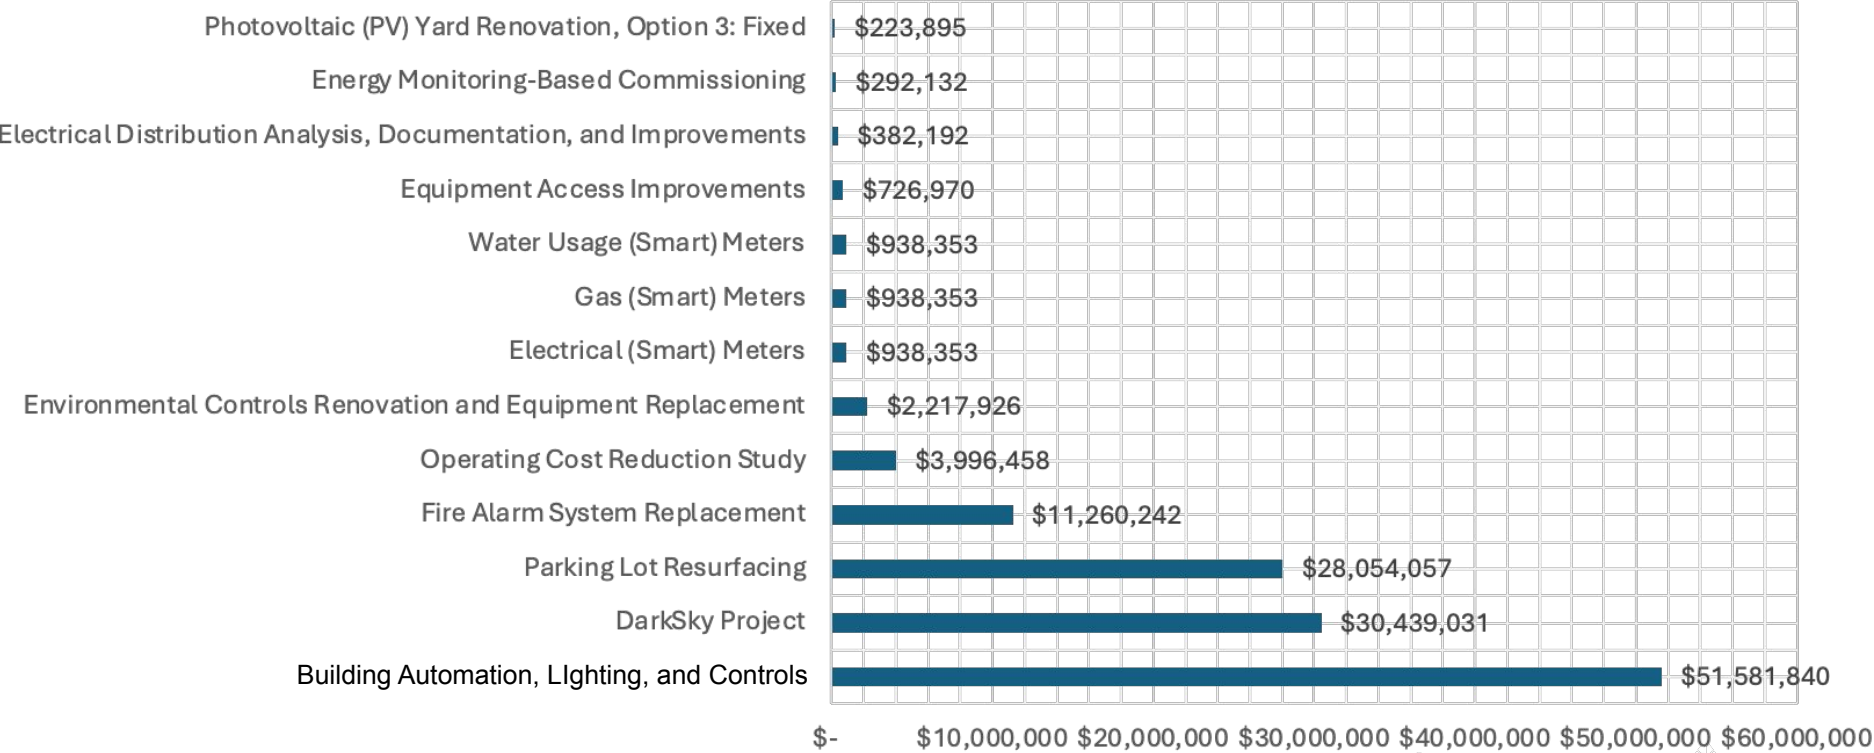 Photovoltaic (PV) Yard Renovation, Option 3: Fixed $223,895
Energy Monitoring-Based Commissioning $292,132
Electrical Distribution Analysis, Documentation, and Improvements $382,192
Equipment Access Improvements $726,970
Water Usage (Smart) Meters $938,353
Gas (Smart) Meters $938,353
Electrical (Smart) Meters $938,353
Environmental Controls Renovation and Equipment Replacement $2,217,926
Operating Cost Reduction Study $3,996,458
Fire Alarm System Replacement $11,260,242
Parking Lot Resurfacing $28,054,057
DarkSky Project $30,439,031
Building Automation, LIghting, and Controls $51,581,840
$- $10,000,000 $20,000,000 $30,000,000 $40,000,000 $50,000,000 $60,000,000